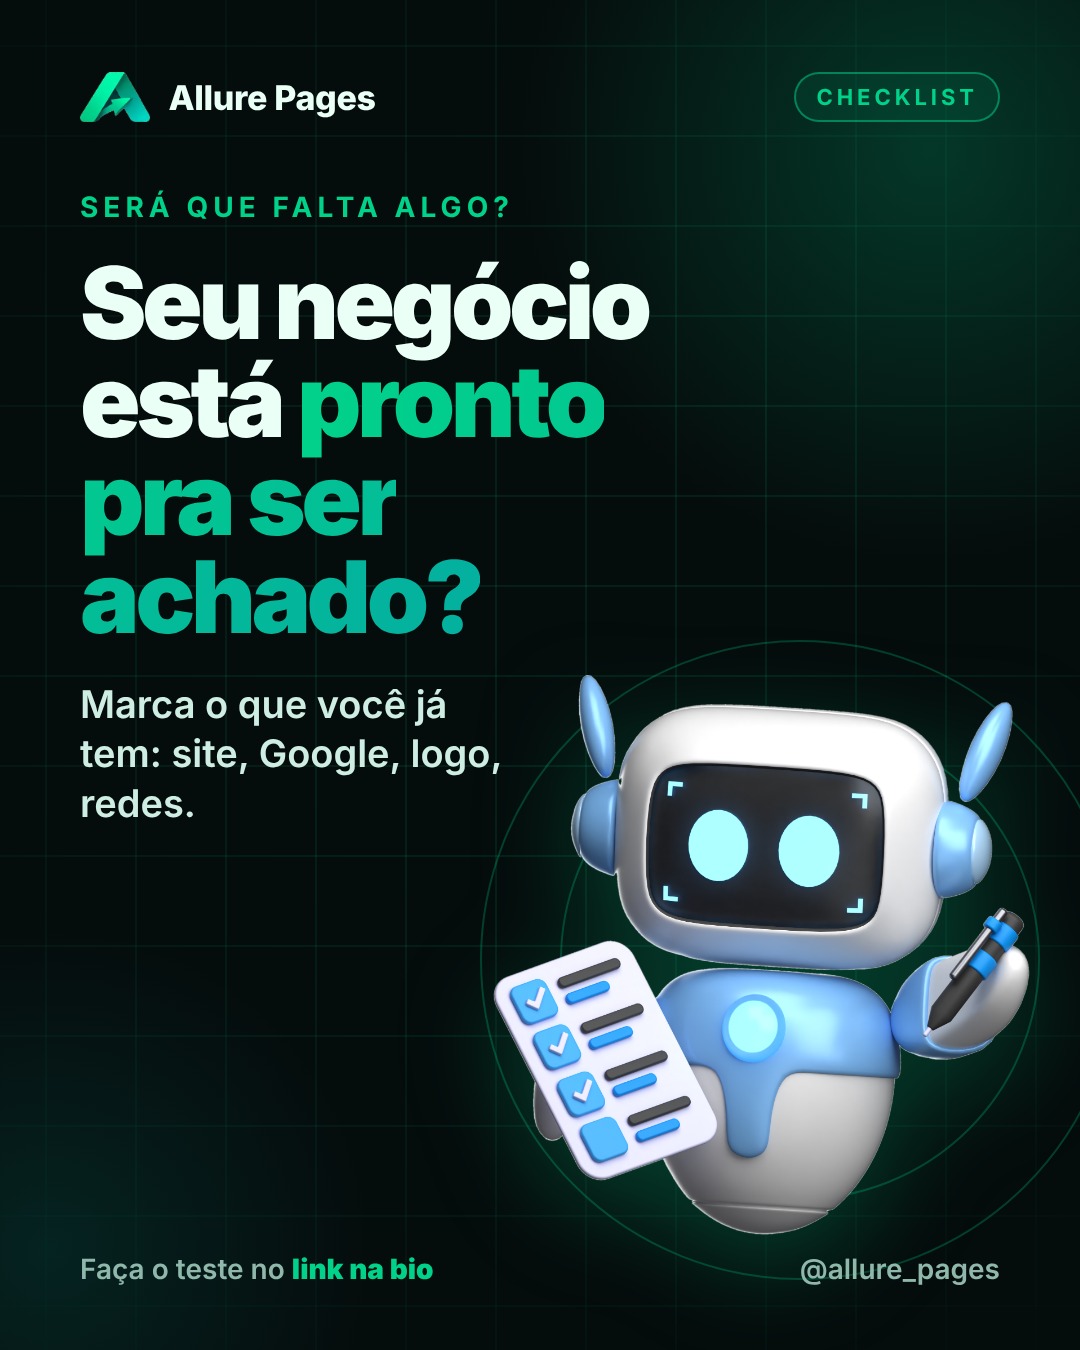 Allure Pages
CHECKLIST
SERÁ QUE FALTA ALGO?
Seu negócio
está pronto
pra ser
achado?
Marca o que você já
tem: site, Google, logo,
redes.
Faça o teste no link na bio
@allure_pages